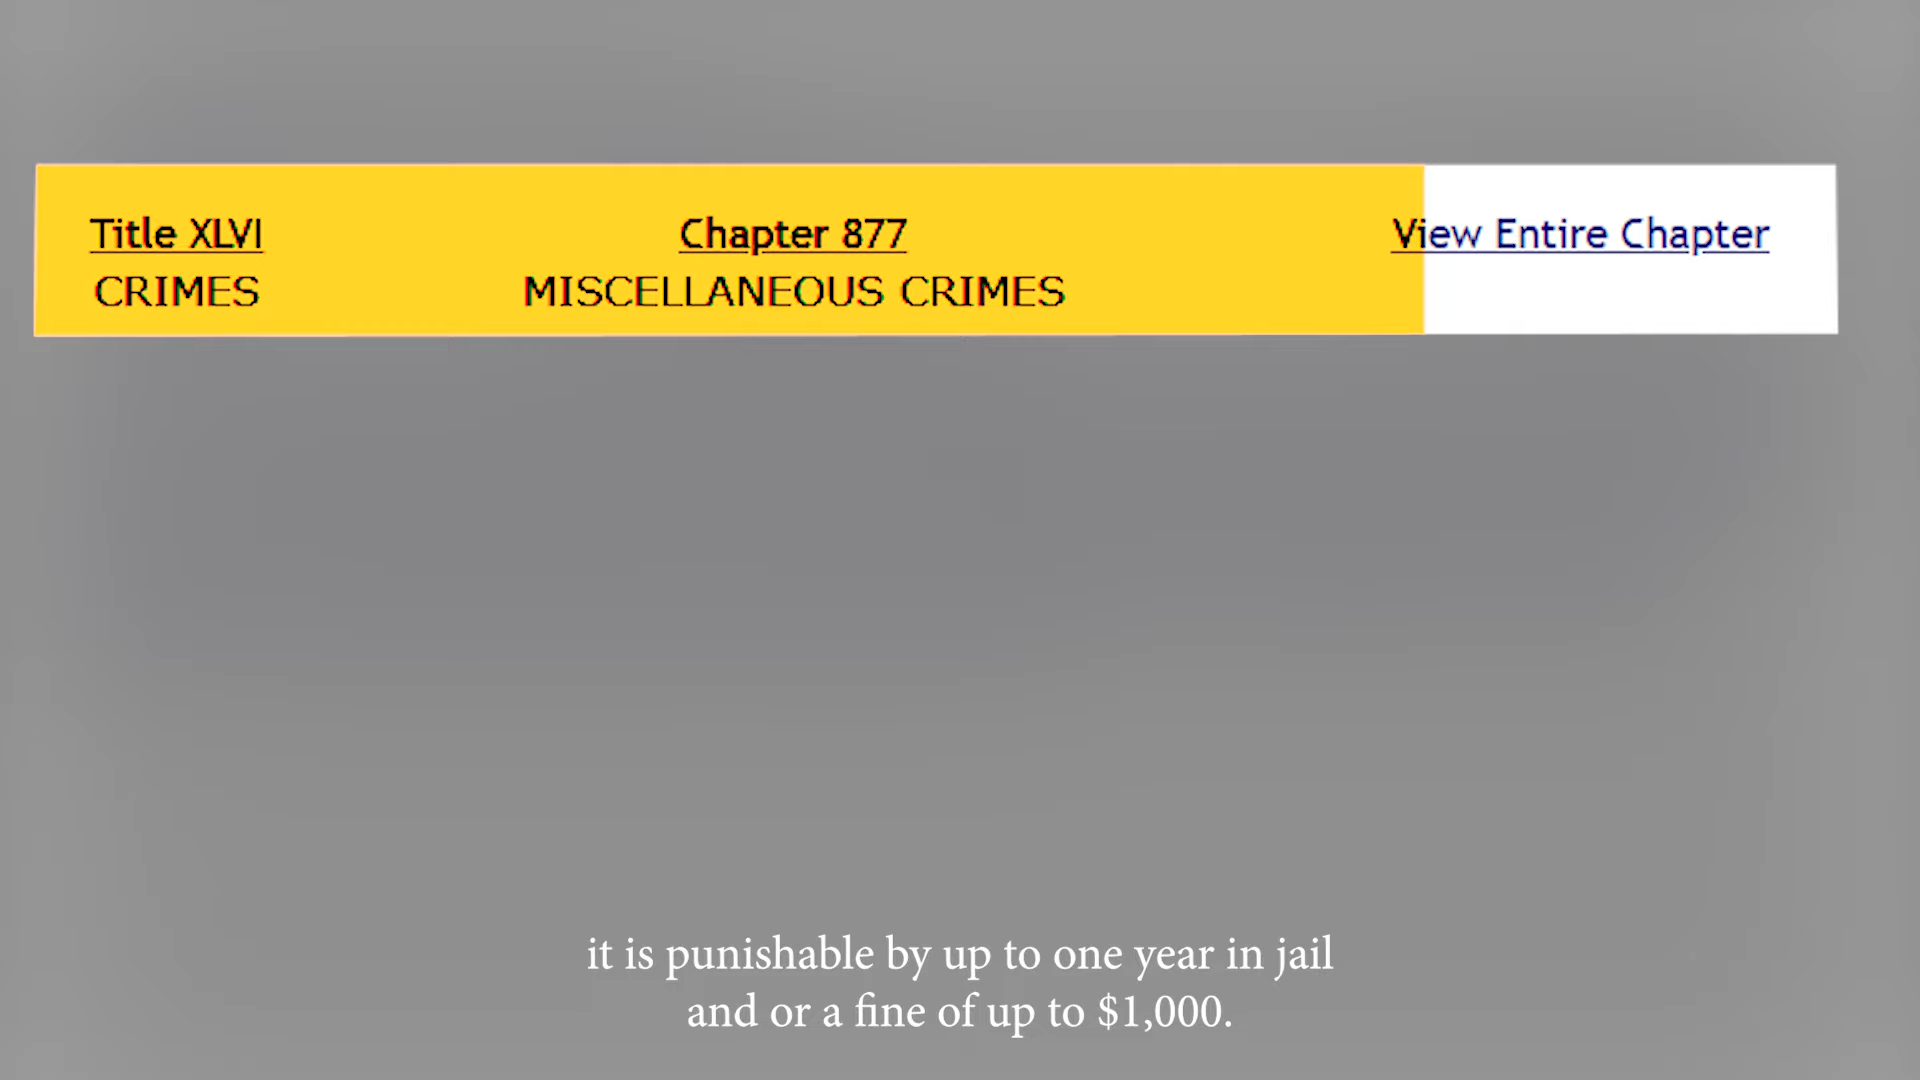 Title XLVI
CRIMES
Chapter 877
MISCELLANEOUS CRIMES
View Entire Chapter
it is punishable by up to one year in jail
and or a fine of up to $1,000.